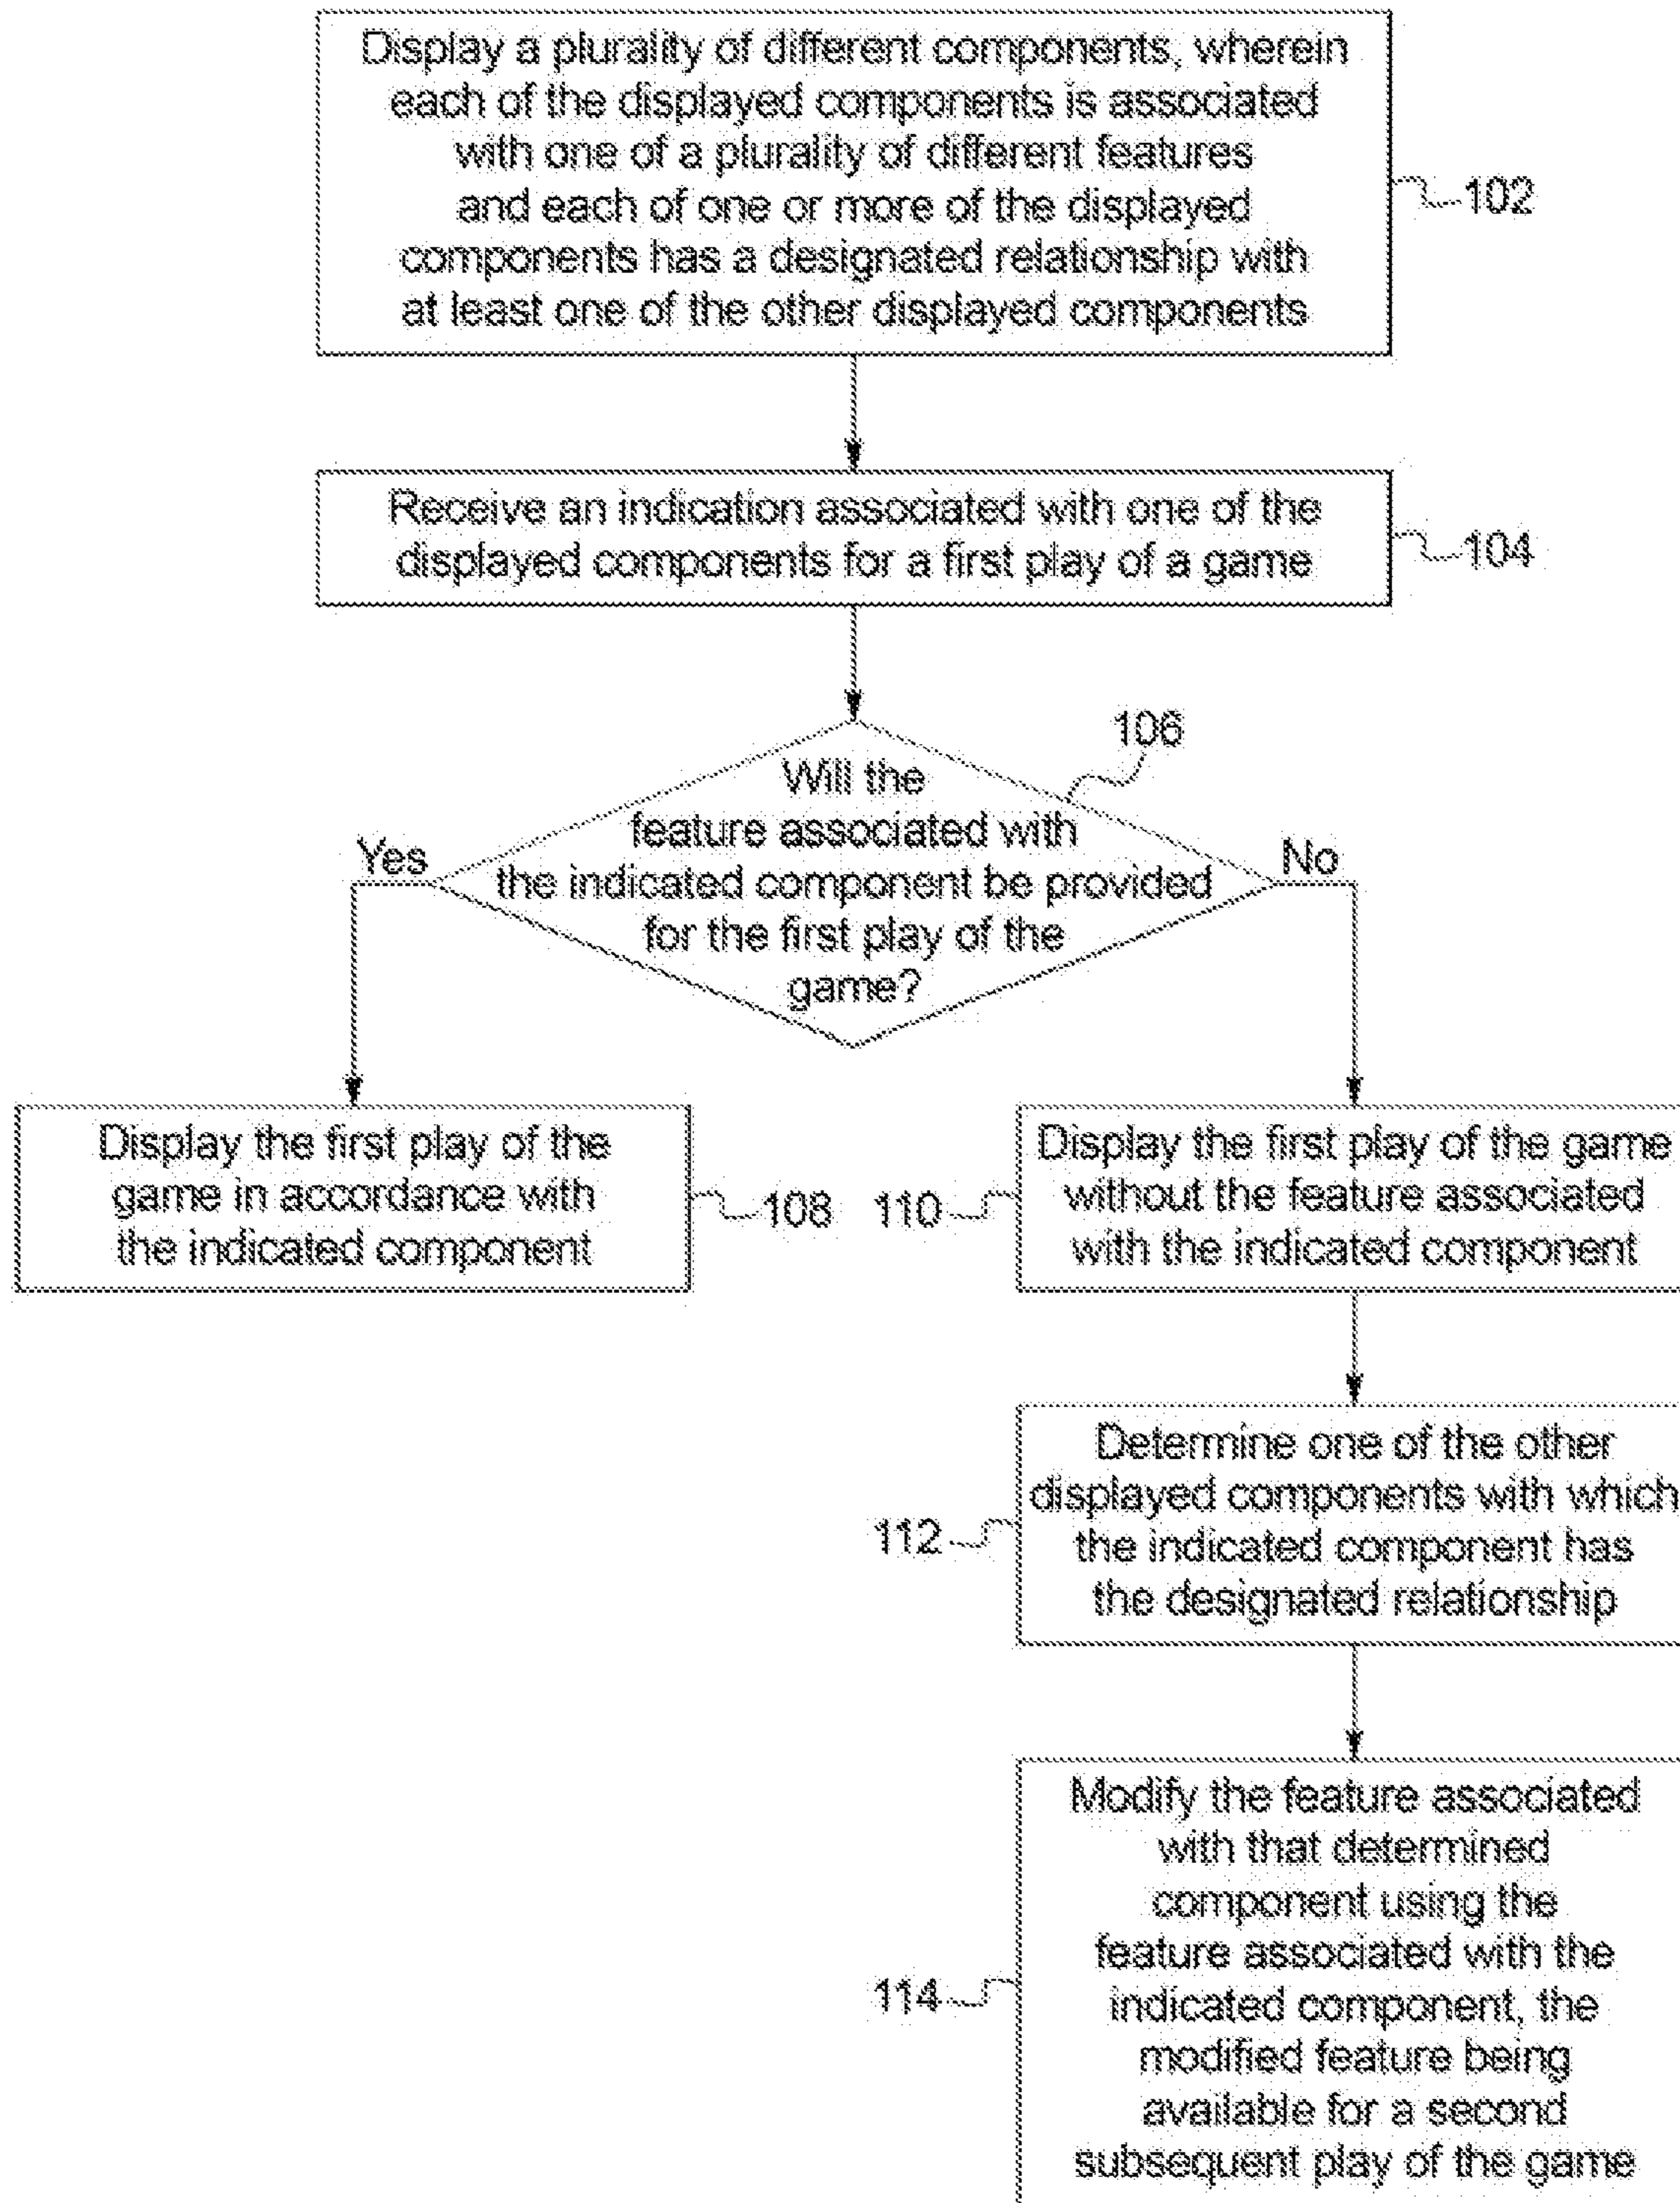 Display a plurality of different components, wherein
each of the displayed components is associated
with one of a plurality of different features
and each of one or more of the displayed
components has a designated relationship with
at least one of the other displayed components
102
Receive an indication associated with one of the
displayed components for a first play of a game
104
106
Will the
feature associated with
the indicated component be provided
for the first play of the
game?
Yes
No
Display the first play of the
game in accordance with
the indicated component
108
110
Display the first play of the game
without the feature associated
with the indicated component
Determine one of the other
displayed components with which
the indicated component has
the designated relationship
112
Modify the feature associated
with that determined
component using the
feature associated with the
indicated component, the
modified feature being
available for a second
subsequent play of the game
114